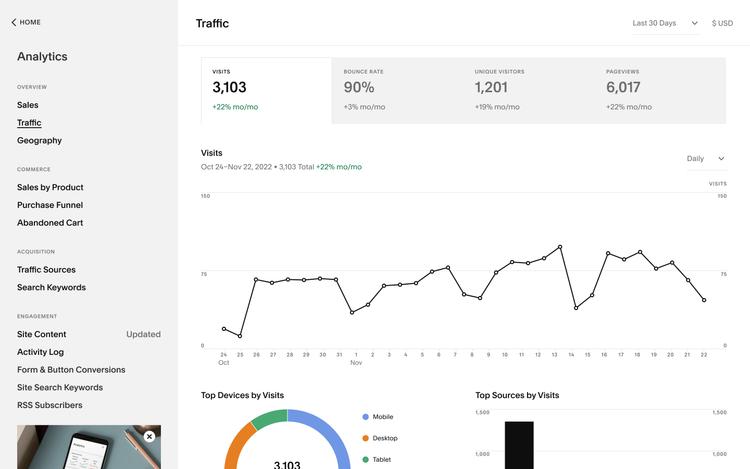 HOME
Analytics
OVERVIEW
Sales
Traffic
Geography
COMMERCE
Sales by Product
Purchase Funnel
Abandoned Cart
ACQUISITION
Traffic Sources
Search Keywords
ENGAGEMENT
Site Content Updated
Activity Log
Form & Button Conversions
Site Search Keywords
RSS Subscribers
Traffic
Last 30 Days
$ USD
VISITS
3,103
+22% mo/mo
BOUNCE RATE
90%
+3% mo/mo
UNIQUE VISITORS
1,201
+19% mo/mo
PAGEVIEWS
6,017
+22% mo/mo
Visits
Oct 24–Nov 22, 2022 • 3,103 Total +22% mo/mo
Daily
VISITS
150 150
75 75
0 0
24 25 26 27 28 29 30 31 1 2 3 4 5 6 7 8 9 10 11 12 13 14 15 16 17 18 19 20 21 22
Oct Nov
Top Devices by Visits
3,103
Mobile
Desktop
Tablet
Top Sources by Visits
1,500 1,500
1,000 1,000